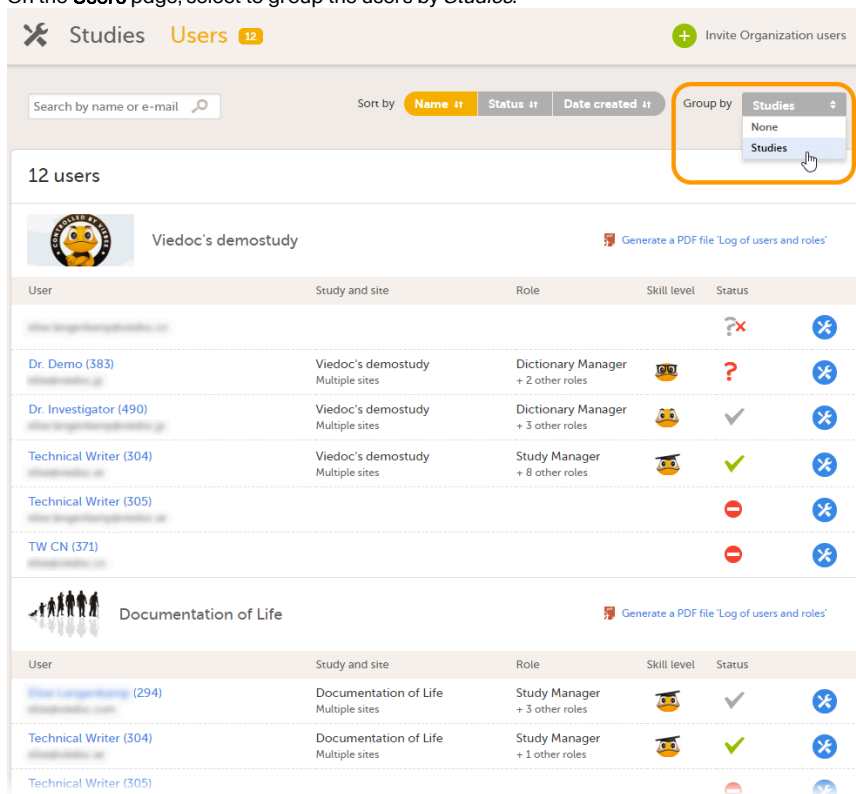 On the Users page, select to group the users by Studies.
Studies Users 12 Invite Organization users
Search by name or e-mail Sort by Name Status Date created Group by Studies
None
Studies
12 users
CONTROLLED BY VIEDOC
Viedoc's demostudy Generate a PDF file 'Log of users and roles'
User Study and site Role Skill level Status
Dr. Demo (383) Viedoc's demostudy Dictionary Manager
Multiple sites + 2 other roles
Dr. Investigator (490) Viedoc's demostudy Dictionary Manager
Multiple sites + 3 other roles
Technical Writer (304) Viedoc's demostudy Study Manager
Multiple sites + 8 other roles
Technical Writer (305)
TW CN (371)
Documentation of Life Generate a PDF file 'Log of users and roles'
User Study and site Role Skill level Status
(294) Documentation of Life Study Manager
Multiple sites + 3 other roles
Technical Writer (304) Documentation of Life Study Manager
Multiple sites + 1 other roles
Technical Writer (305)